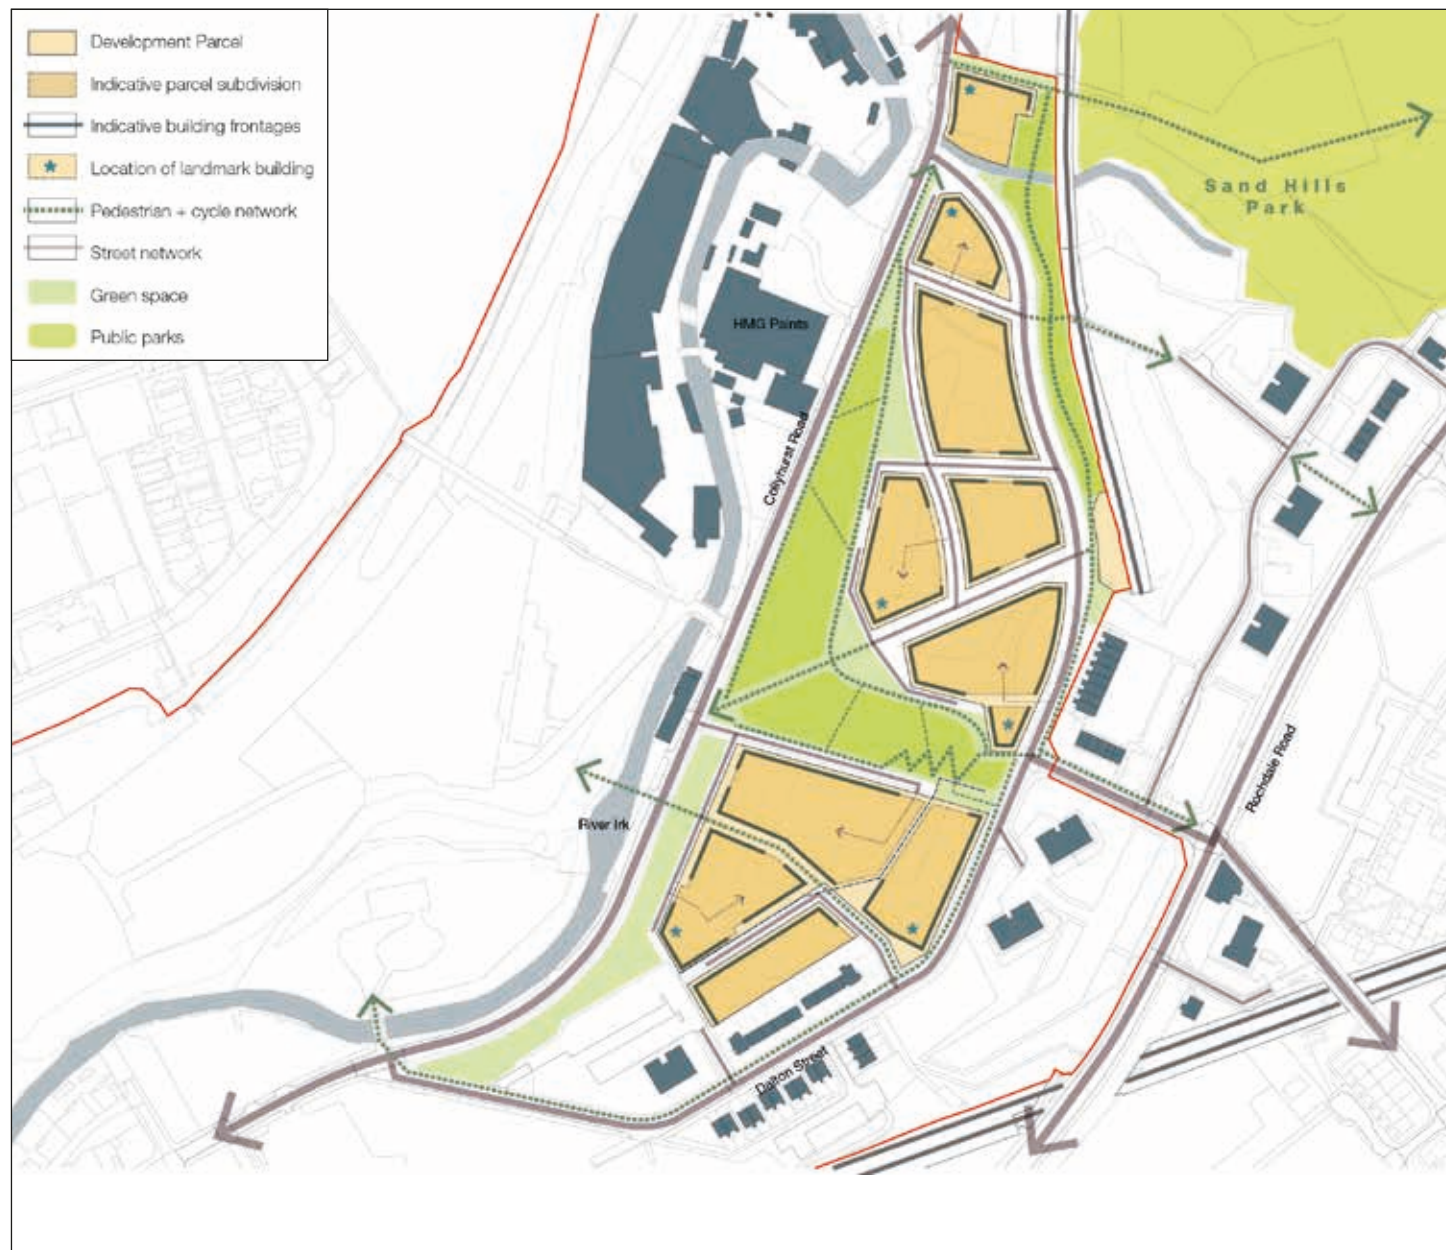 Development Parcel
Indicative parcel subdivision
Indicative building frontages
Location of landmark building
Pedestrian + cycle network
Street network
Green space
Public parks
Sand Hills
Park
HMG Paints
Collyhurst Road
Rochdale Road
River Irk
Dalton Street